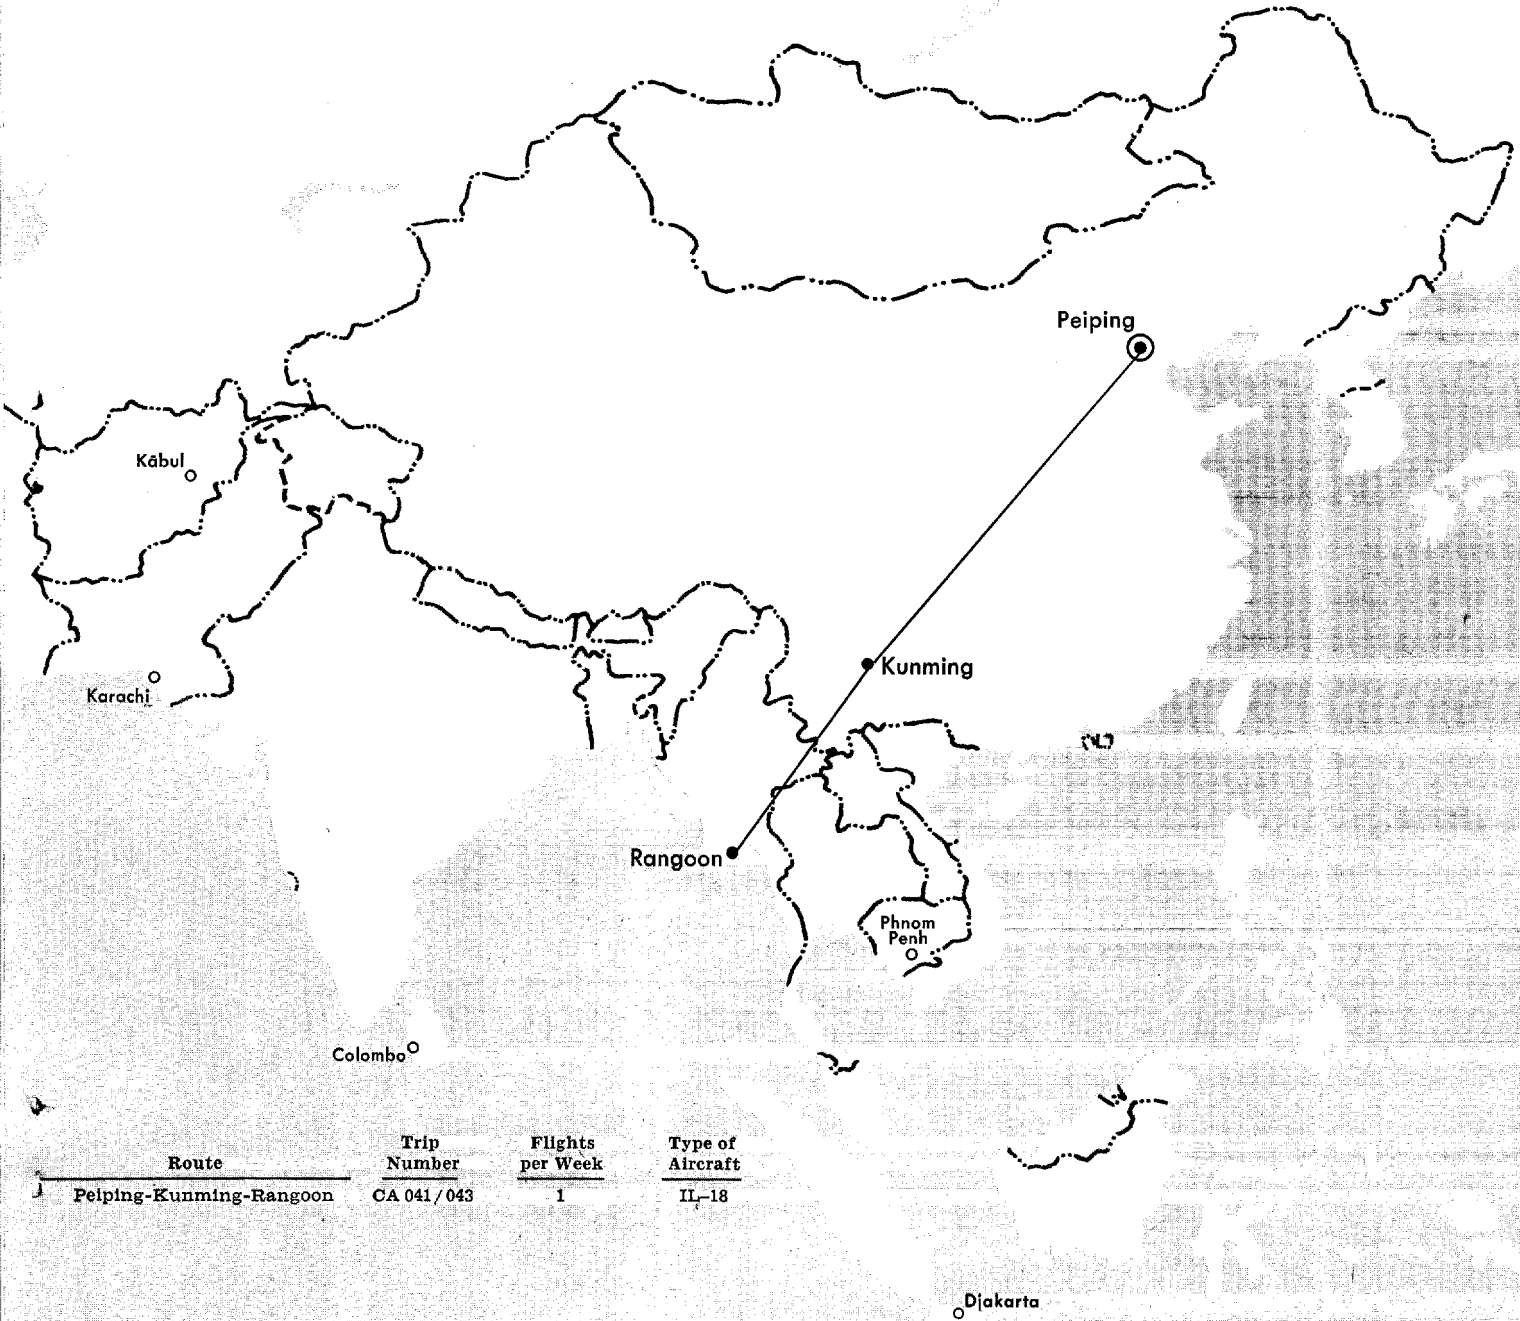 Peiping
Kābul
Kunming
Karachi
Rangoon
Phnom
Penh
Colombo
Route
Trip
Number
Flights
per Week
Type of
Aircraft
Peiping-Kunming-Rangoon
CA 041/043
1
IL-18
Djakarta